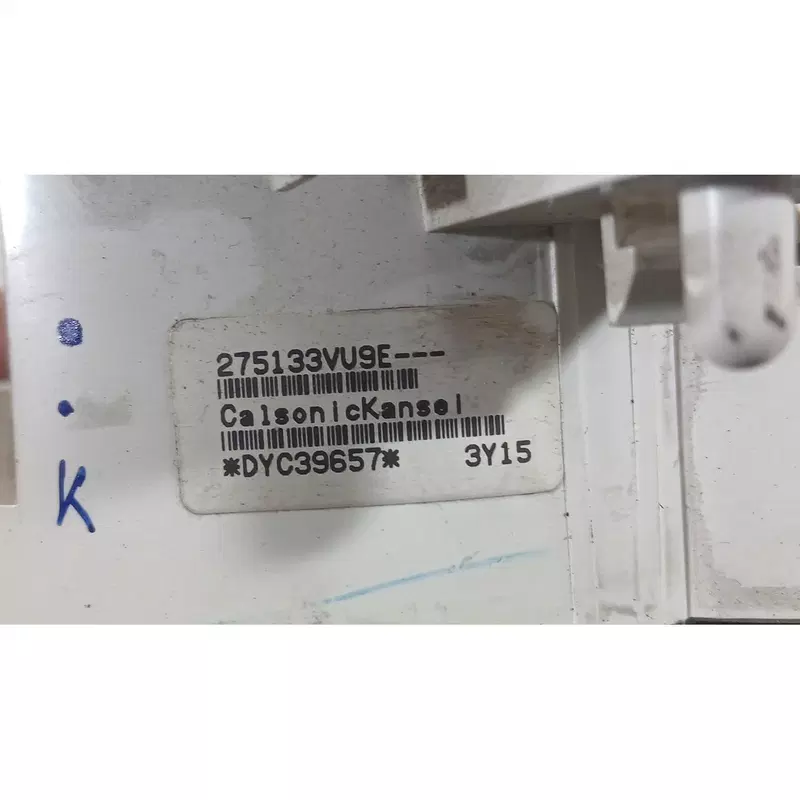 275133VU9E---
CalsonicKansei
*DYC39657* 3Y15
K